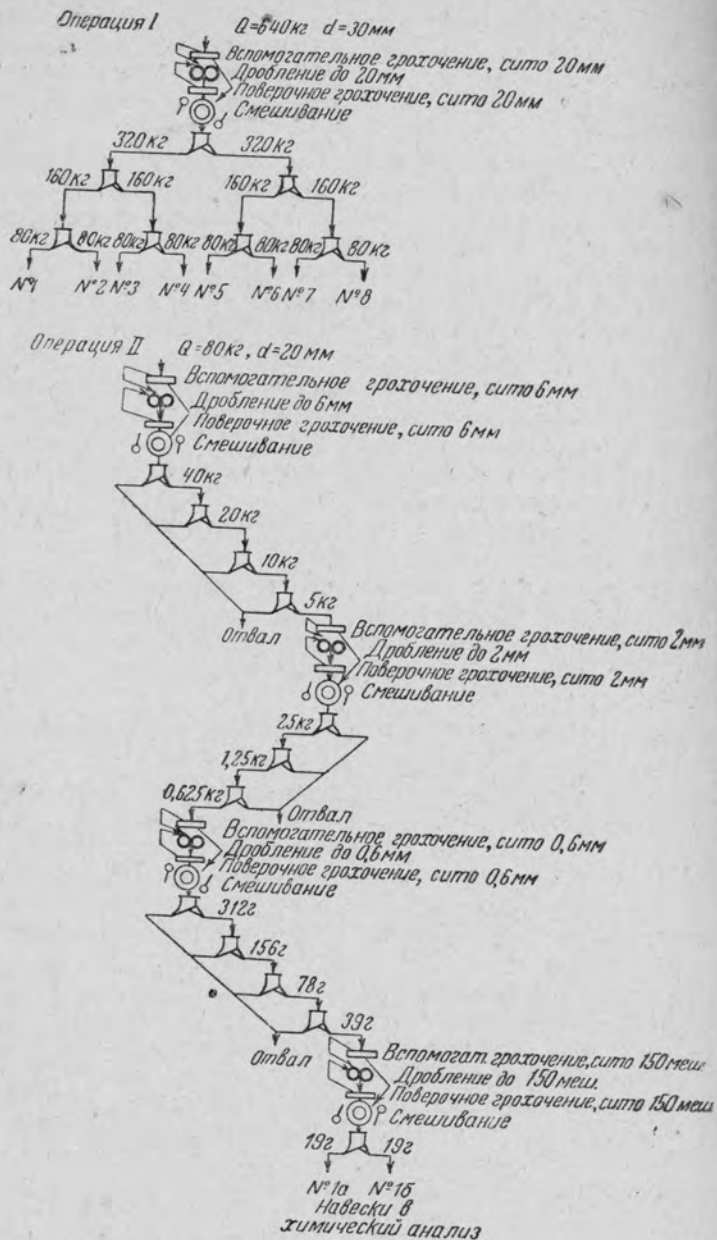 Операция I Q=640кг d=30мм
Вспомогательное грохочение, сито 20мм
Дробление до 20мм
Поверочное грохочение, сито 20мм
Смешивание
320кг 320кг
160кг 160кг 160кг 160кг
80кг 80кг 80кг 80кг 80кг 80кг 80кг 80кг
№1 №2 №3 №4 №5 №6 №7 №8
Операция II Q=80кг, d=20мм
Вспомогательное грохочение, сито 6мм
Дробление до 6мм
Поверочное грохочение, сито 6мм
Смешивание
40кг
20кг
10кг
5кг
Отвал
Вспомогательное грохочение, сито 2мм
Дробление до 2мм
Поверочное грохочение, сито 2мм
Смешивание
25кг
1,25кг
0,625кг
Отвал
Вспомогательное грохочение, сито 0,6мм
Дробление до 0,6мм
Поверочное грохочение, сито 0,6мм
Смешивание
312г
156г
78г
39г
Отвал
Вспомогат. грохочение, сито 150меш.
Дробление до 150меш.
Поверочное грохочение, сито 150меш
Смешивание
19г 19г
№1а №1б
Навески в
химический анализ